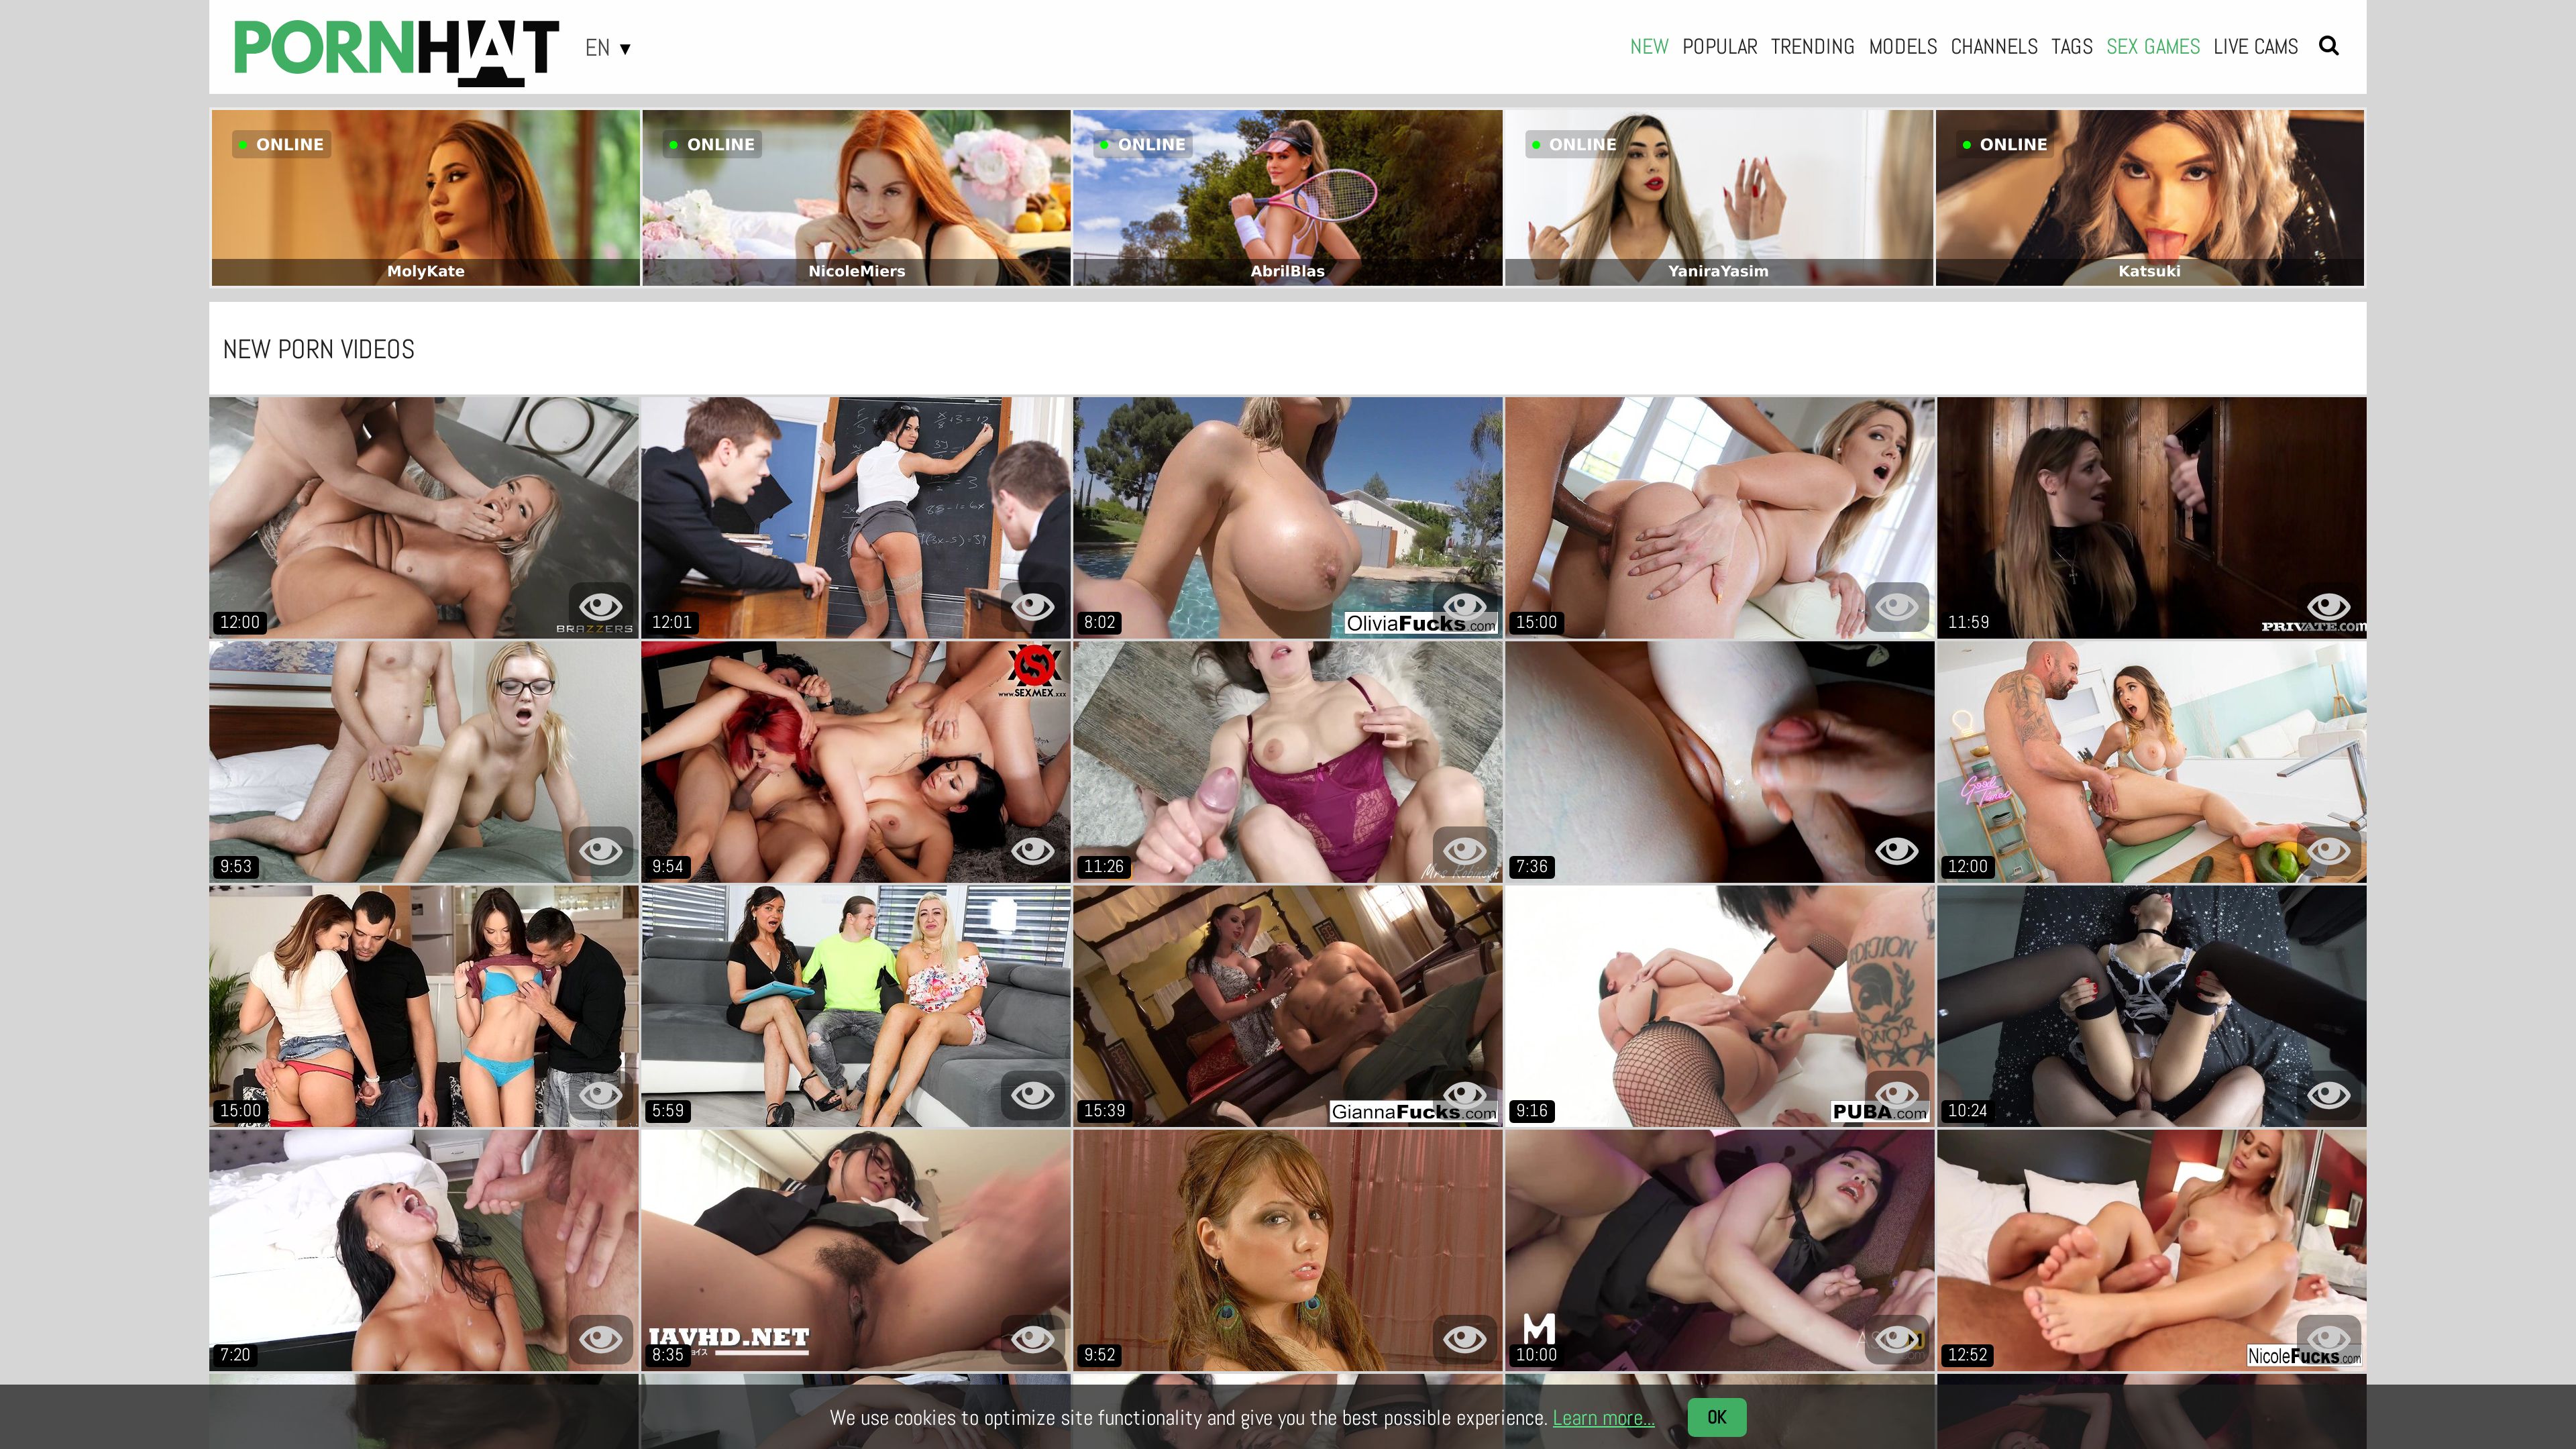 PORNHAT
EN ▼
NEW POPULAR TRENDING MODELS CHANNELS TAGS SEX GAMES LIVE CAMS
ONLINE
ONLINE
ONLINE
ONLINE
ONLINE
MolyKate
NicoleMiers
AbrilBlas
YaniraYasim
Katsuki
NEW PORN VIDEOS
BRAZZERS
12:00
12:01
OliviaFucks.com
8:02
15:00
PRIVATE.com
11:59
9:53
www.SEXMEX.xxx
9:54
11:26
7:36
Good
Times
12:00
15:00
5:59
GiannaFucks.com
15:39
PUBA.com
9:16
10:24
7:20
JAVHD.NET
8:35
9:52
M
10:00
NicoleFucks.com
12:52
We use cookies to optimize site functionality and give you the best possible experience. Learn more...
OK